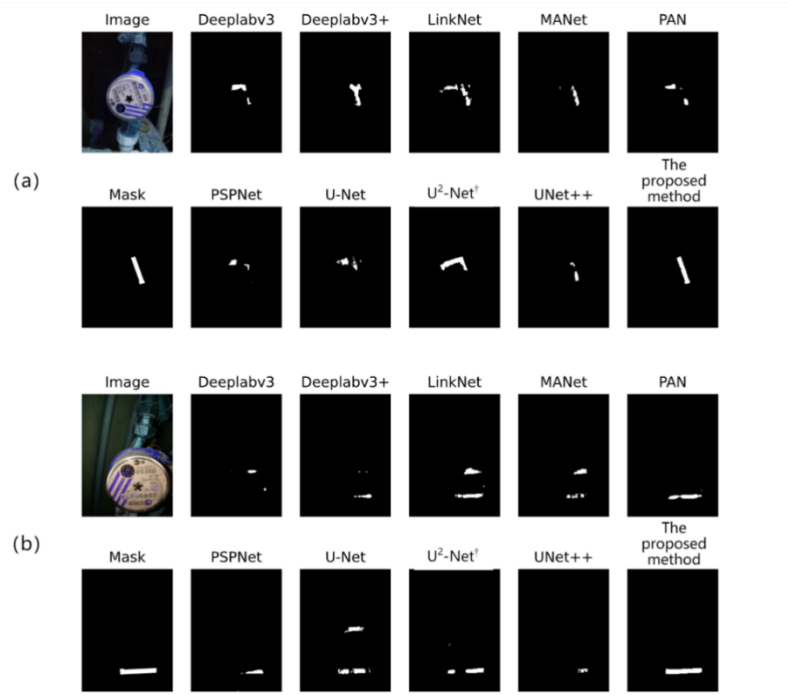 Image Deeplabv3 Deeplabv3+ LinkNet MANet PAN
(a)
Mask PSPNet U-Net U²-Net† UNet++ The proposed method
Image Deeplabv3 Deeplabv3+ LinkNet MANet PAN
(b)
Mask PSPNet U-Net U²-Net† UNet++ The proposed method